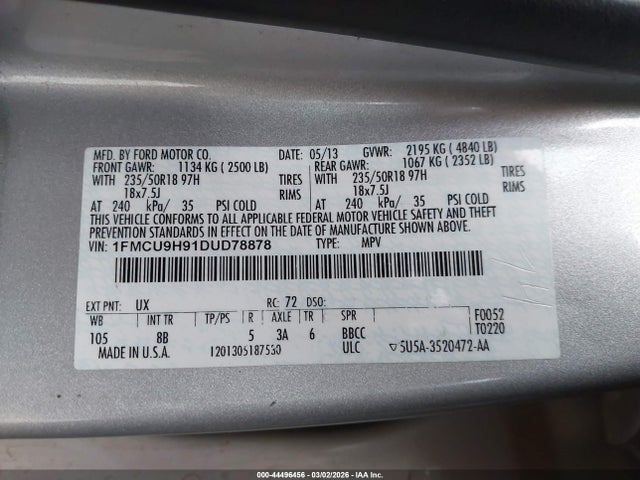 MFD. BY FORD MOTOR CO. DATE: 05/13 GVWR: 2195 KG ( 4840 LB)
FRONT GAWR: 1134 KG ( 2500 LB) REAR GAWR: 1067 KG ( 2352 LB)
WITH 235/50R18 97H TIRES WITH 235/50R18 97H TIRES
18x7.5J RIMS 18x7.5J RIMS
AT 240 kPa/ 35 PSI COLD AT 240 kPa/ 35 PSI COLD
THIS VEHICLE CONFORMS TO ALL APPLICABLE FEDERAL MOTOR VEHICLE SAFETY AND THEFT
PREVENTION STANDARDS IN EFFECT ON THE DATE OF MANUFACTURE SHOWN ABOVE.
VIN: 1FMCU9H91DUD78878 TYPE: MPV
EXT PNT: UX RC: 72 DSO:
WB INT TR TP/PS R AXLE TR SPR F0052
105 8B 5 3A 6 BBCC T0220
MADE IN U.S.A. ULC ▽5U5A-3520472-AA
000-44496456 - 03/02/2026 - IAA Inc.